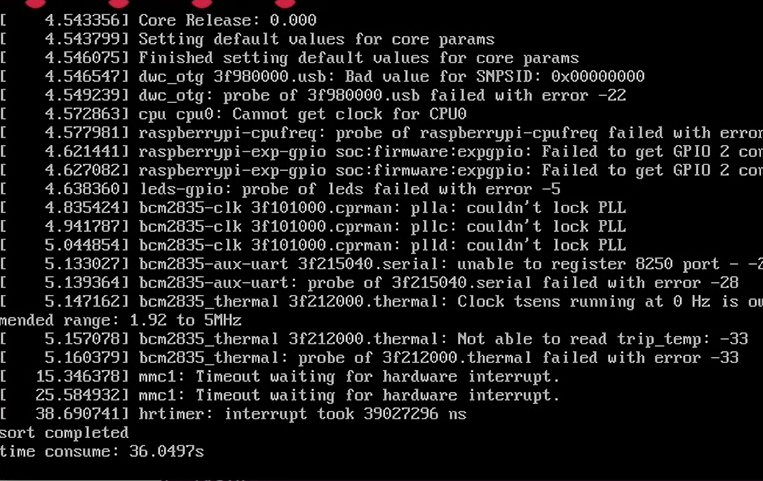 [    4.543356] Core Release: 0.000
[    4.543799] Setting default values for core params
[    4.546075] Finished setting default values for core params
[    4.546547] dwc_otg 3f980000.usb: Bad value for SNPSID: 0x00000000
[    4.549239] dwc_otg: probe of 3f980000.usb failed with error -22
[    4.572863] cpu cpu0: Cannot get clock for CPU0
[    4.577981] raspberrypi-cpufreq: probe of raspberrypi-cpufreq failed with error
[    4.621441] raspberrypi-exp-gpio soc:firmware:expgpio: Failed to get GPIO 2 con
[    4.627082] raspberrypi-exp-gpio soc:firmware:expgpio: Failed to get GPIO 2 con
[    4.638360] leds-gpio: probe of leds failed with error -5
[    4.835424] bcm2835-clk 3f101000.cprman: plla: couldn't lock PLL
[    4.941787] bcm2835-clk 3f101000.cprman: pllc: couldn't lock PLL
[    5.044854] bcm2835-clk 3f101000.cprman: plld: couldn't lock PLL
[    5.133027] bcm2835-aux-uart 3f215040.serial: unable to register 8250 port - -2
[    5.139364] bcm2835-aux-uart: probe of 3f215040.serial failed with error -28
[    5.147162] bcm2835_thermal 3f212000.thermal: Clock tsens running at 0 Hz is ou
mended range: 1.92 to 5MHz
[    5.157078] bcm2835_thermal 3f212000.thermal: Not able to read trip_temp: -33
[    5.160379] bcm2835_thermal: probe of 3f212000.thermal failed with error -33
[   15.346378] mmc1: Timeout waiting for hardware interrupt.
[   25.584932] mmc1: Timeout waiting for hardware interrupt.
[   38.690741] hrtimer: interrupt took 39027296 ns
sort completed
time consume: 36.0497s